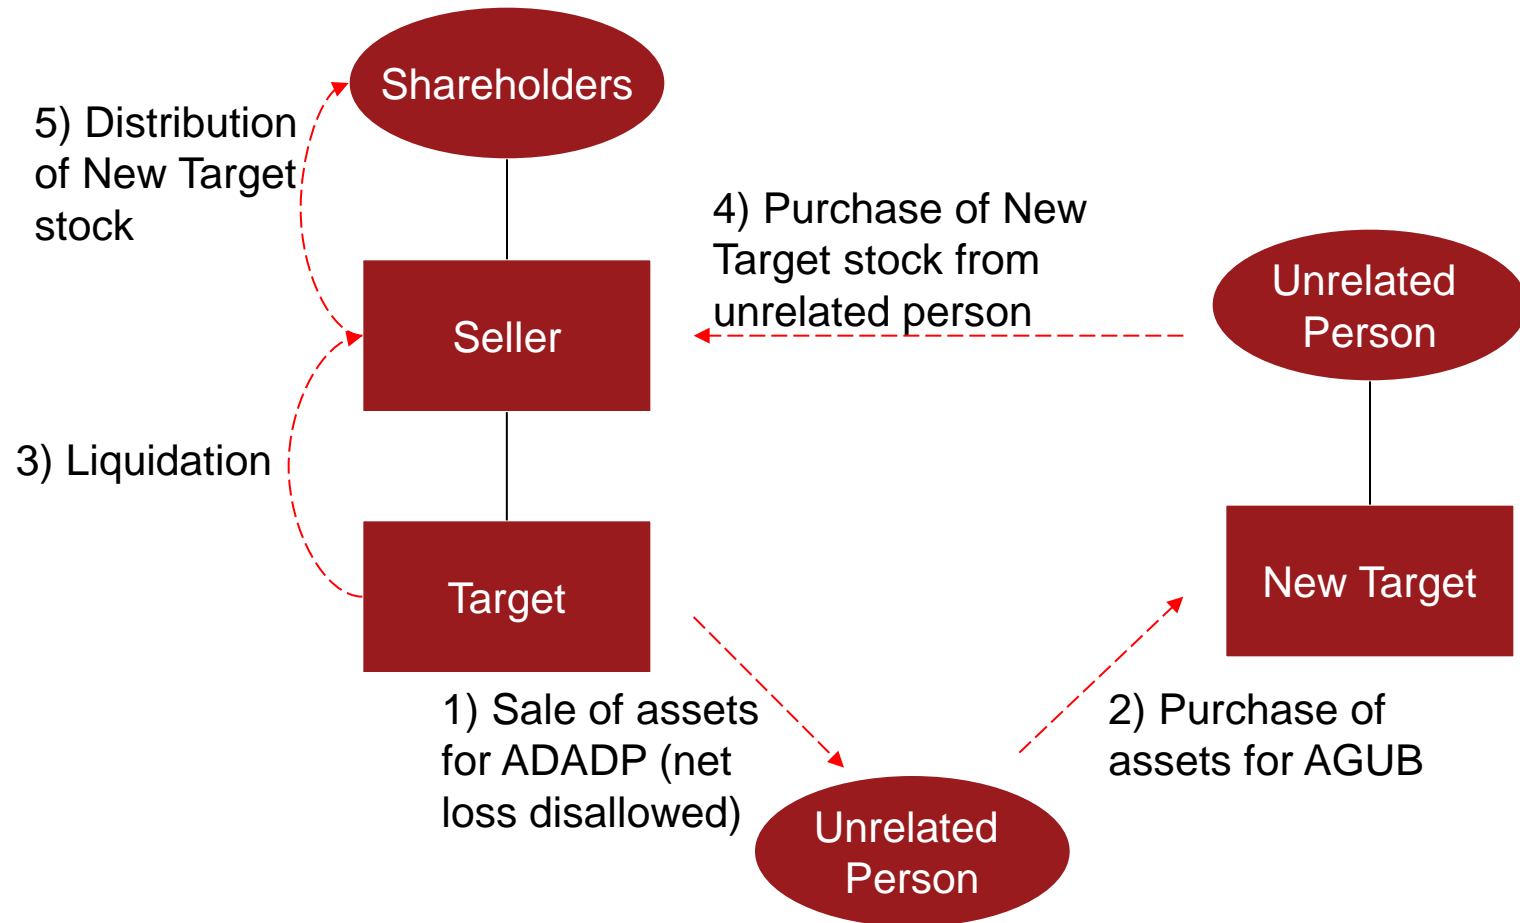 Shareholders
5) Distribution
of New Target
stock
4) Purchase of New
Target stock from
unrelated person
Unrelated
Person
Seller
3) Liquidation
Target
New Target
1) Sale of assets
for ADADP (net
loss disallowed)
2) Purchase of
assets for AGUB
Unrelated
Person